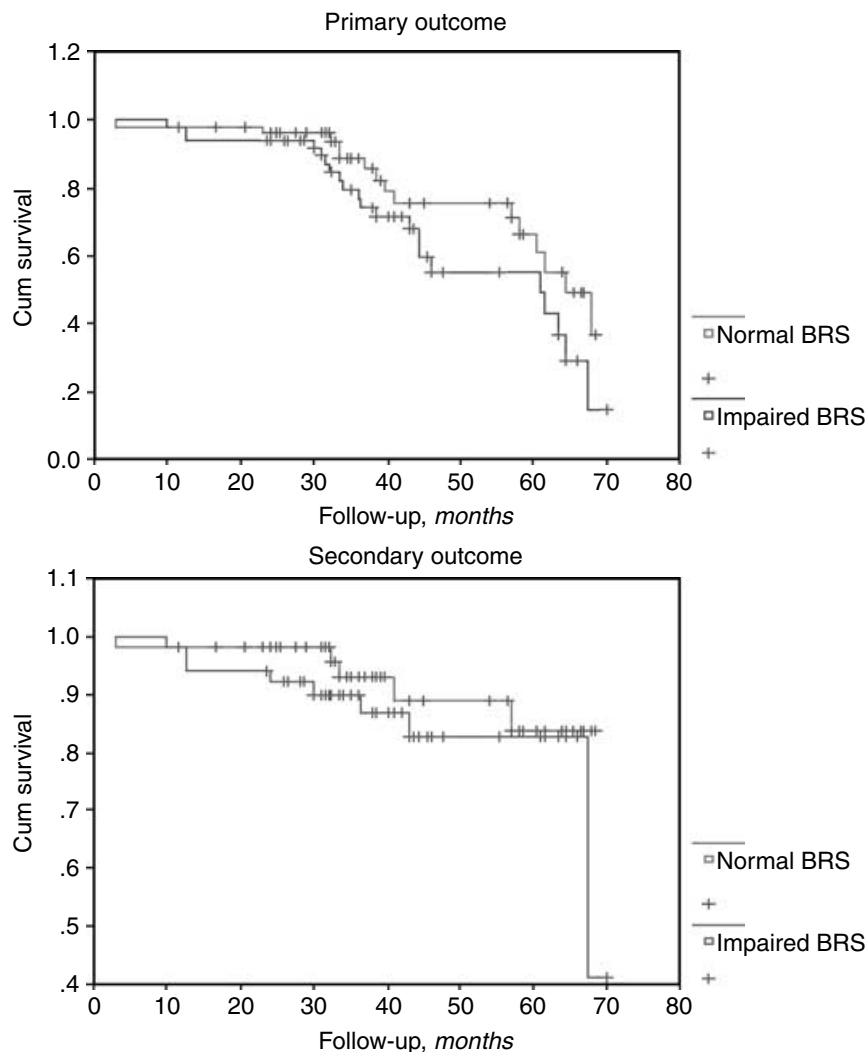 Primary outcome
1.2
1.0
.8
.6
.4
.2
0.0
Cum survival
0 10 20 30 40 50 60 70 80
Follow-up, months
Normal BRS
Impaired BRS
Secondary outcome
1.1
1.0
.9
.8
.7
.6
.5
.4
Cum survival
0 10 20 30 40 50 60 70 80
Follow-up, months
Normal BRS
Impaired BRS